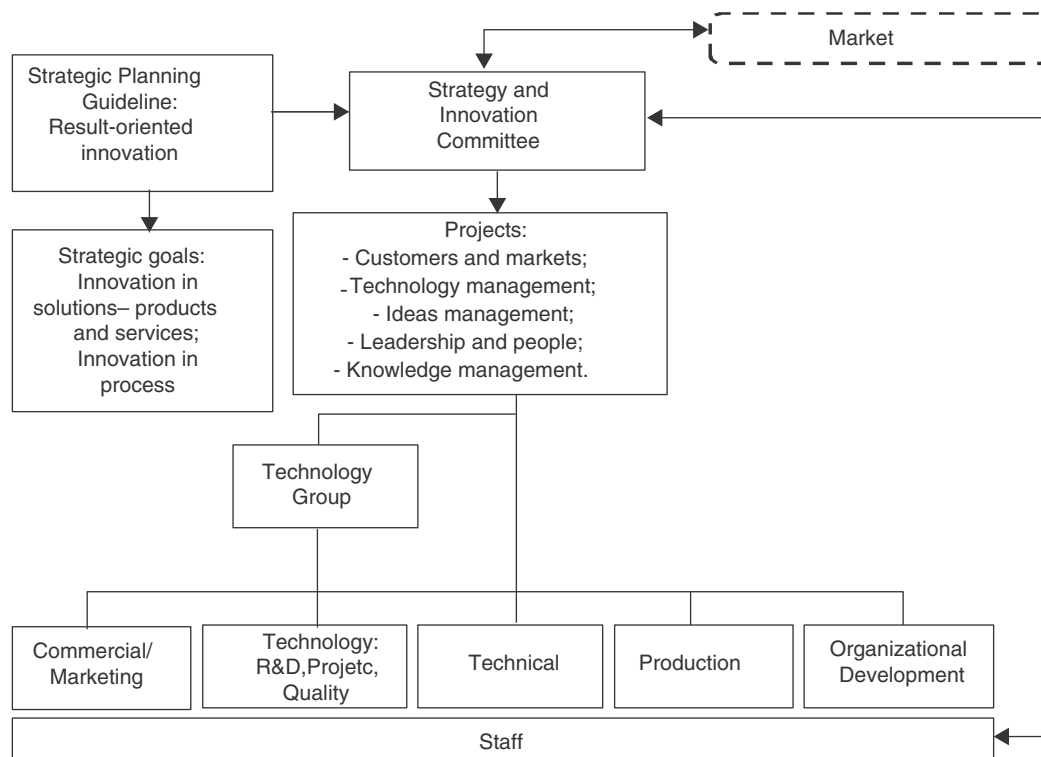 Market
Strategic Planning
Guideline:
Result-oriented
innovation
Strategy and
Innovation
Committee
Strategic goals:
Innovation in
solutions– products
and services;
Innovation in
process
Projects:
- Customers and markets;
-Technology management;
- Ideas management;
- Leadership and people;
- Knowledge management.
Technology
Group
Commercial/
Marketing
Technology:
R&D,Projetc,
Quality
Technical
Production
Organizational
Development
Staff